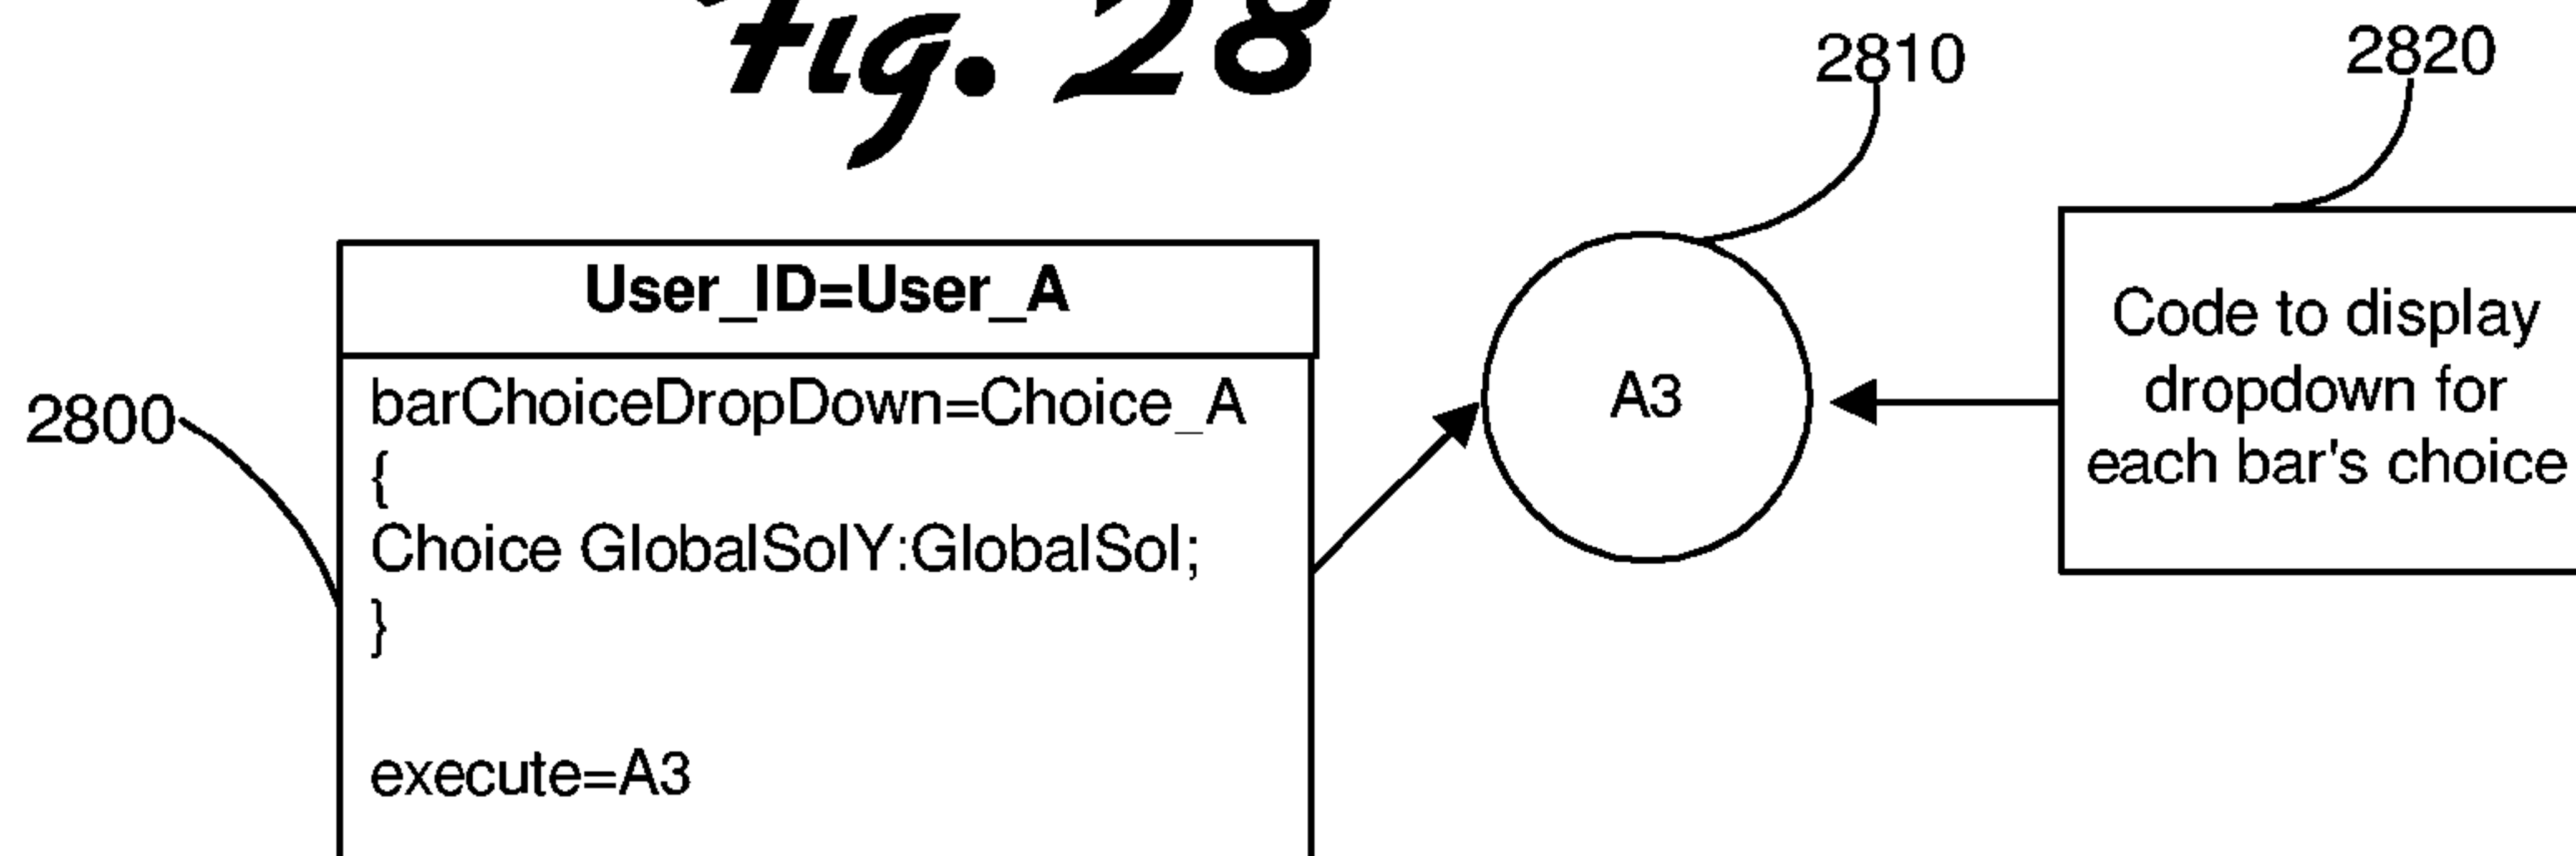 Fig. 28
2810
2820
User_ID=User_A
barChoiceDropDown=Choice_A
{
Choice GlobalSolY:GlobalSol;
}
execute=A3
2800
A3
Code to display
dropdown for
each bar's choice